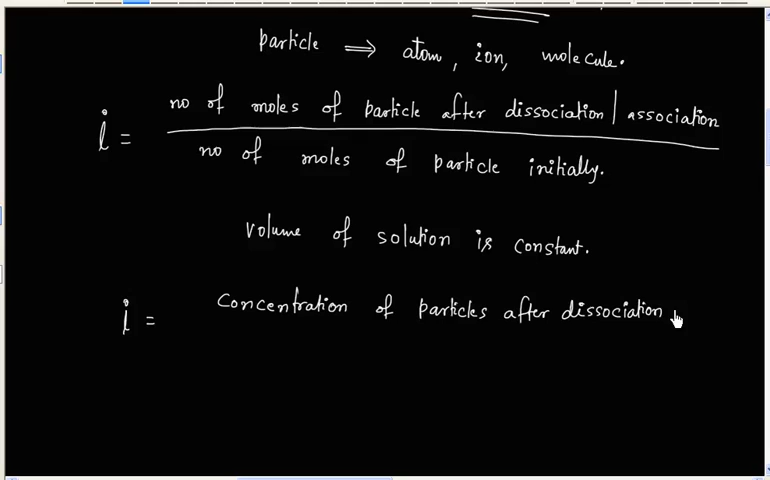 particle ⟹ atom, ion, molecule.
i = no of moles of particle after dissociation | association
no of moles of particle initially.
volume of solution is constant.
i = concentration of particles after dissociation